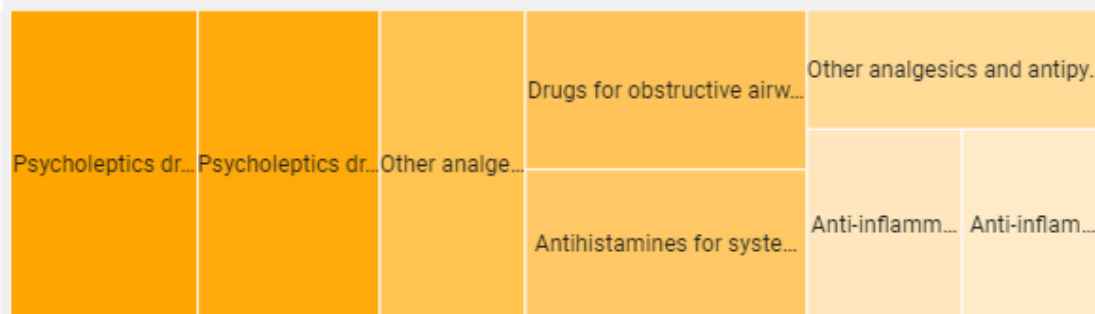 Psycholeptics dr...
Psycholeptics dr...
Other analge...
Drugs for obstructive airw...
Antihistamines for syste...
Other analgesics and antipy...
Anti-inflamm...
Anti-inflam...